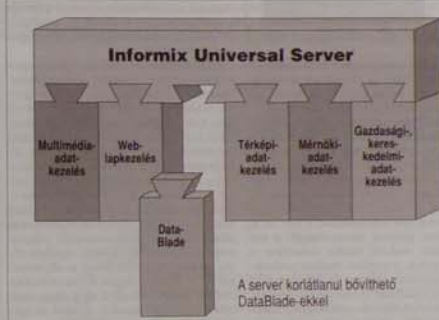 Informix Universal Server
Multimédia-
adat-
kezelés
Web-
lapkezelés
Data-
Blade
Térképi-
adat-
kezelés
Mérnöki-
adat-
kezelés
Gazdasági-,
keres-
kedelmi-
adat-
kezelés
A server korlátlanul bővíthető
DataBlade-ekkel